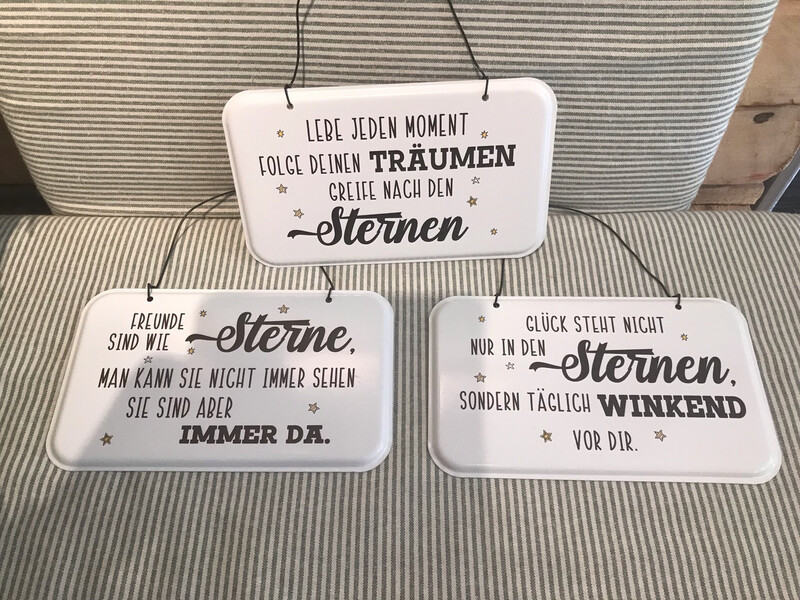 LEBE JEDEN MOMENT
FOLGE DEINEN TRÄUMEN
GREIFE NACH DEN
Sternen
FREUNDE
SIND WIE Sterne,
MAN KANN SIE NICHT IMMER SEHEN
SIE SIND ABER
IMMER DA.
GLÜCK STEHT NICHT
NUR IN DEN Sternen,
SONDERN TÄGLICH WINKEND
VOR DIR.